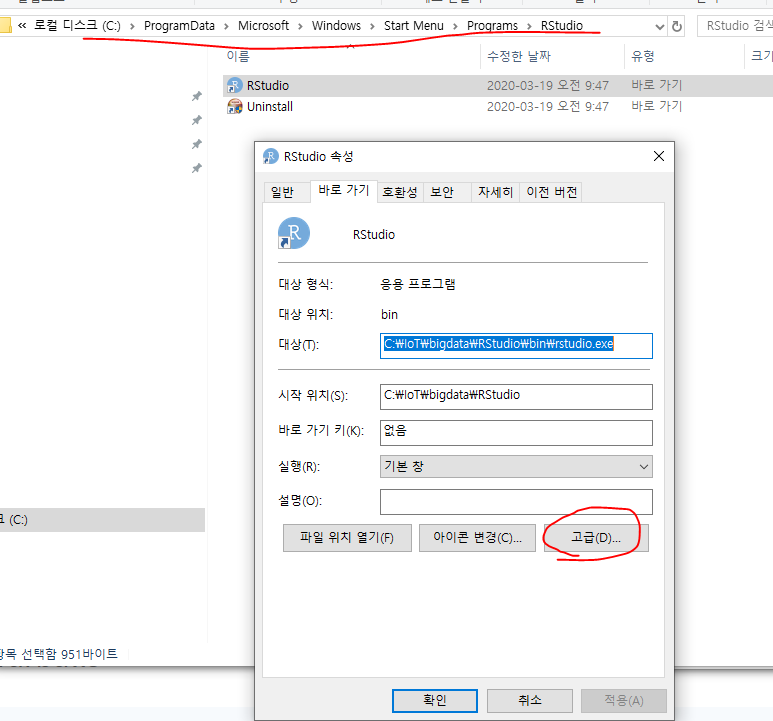 « 로컬 디스크 (C:) › ProgramData › Microsoft › Windows › Start Menu › Programs › RStudio
RStudio 검색
이름 수정한 날짜 유형 크기
RStudio 2020-03-19 오전 9:47 바로 가기
Uninstall 2020-03-19 오전 9:47 바로 가기
RStudio 속성
일반 바로 가기 호환성 보안 자세히 이전 버전
RStudio
대상 형식: 응용 프로그램
대상 위치: bin
대상(T): C:₩IoT₩bigdata₩RStudio₩bin₩rstudio.exe
시작 위치(S): C:₩IoT₩bigdata₩RStudio
바로 가기 키(K): 없음
실행(R): 기본 창
설명(O):
(C:)
파일 위치 열기(F) 아이콘 변경(C)... 고급(D)...
선택함 951바이트
확인 취소 적용(A)